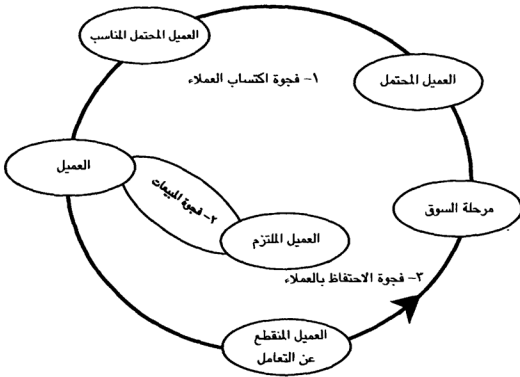 العميل المحتمل المناسب
١- فجوة اكتساب العملاء
العميل المحتمل
العميل
٢- فجوة المبيعات
مرحلة السوق
العميل الملتزم
٣- فجوة الاحتفاظ بالعملاء
العميل المنقطع
عن التعامل